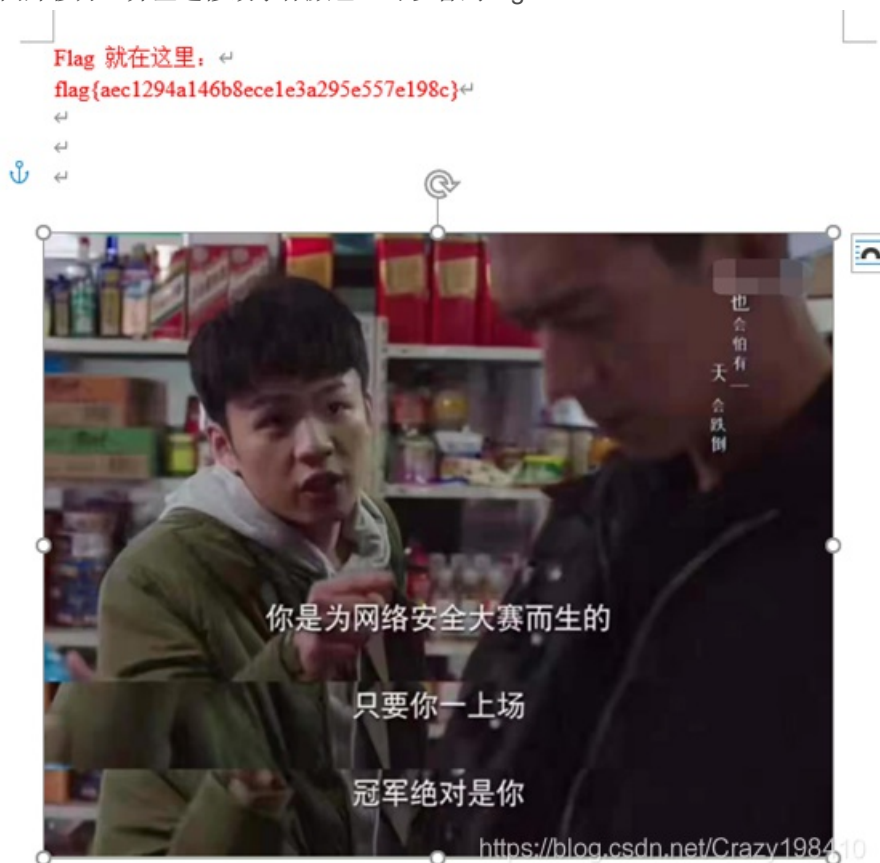 Flag 就在这里：
flag{aec1294a146b8ece1e3a295e557e198c}
也会怕有一
天会跌倒
你是为网络安全大赛而生的
只要你一上场
冠军绝对是你
https://blog.csdn.net/Crazy198410